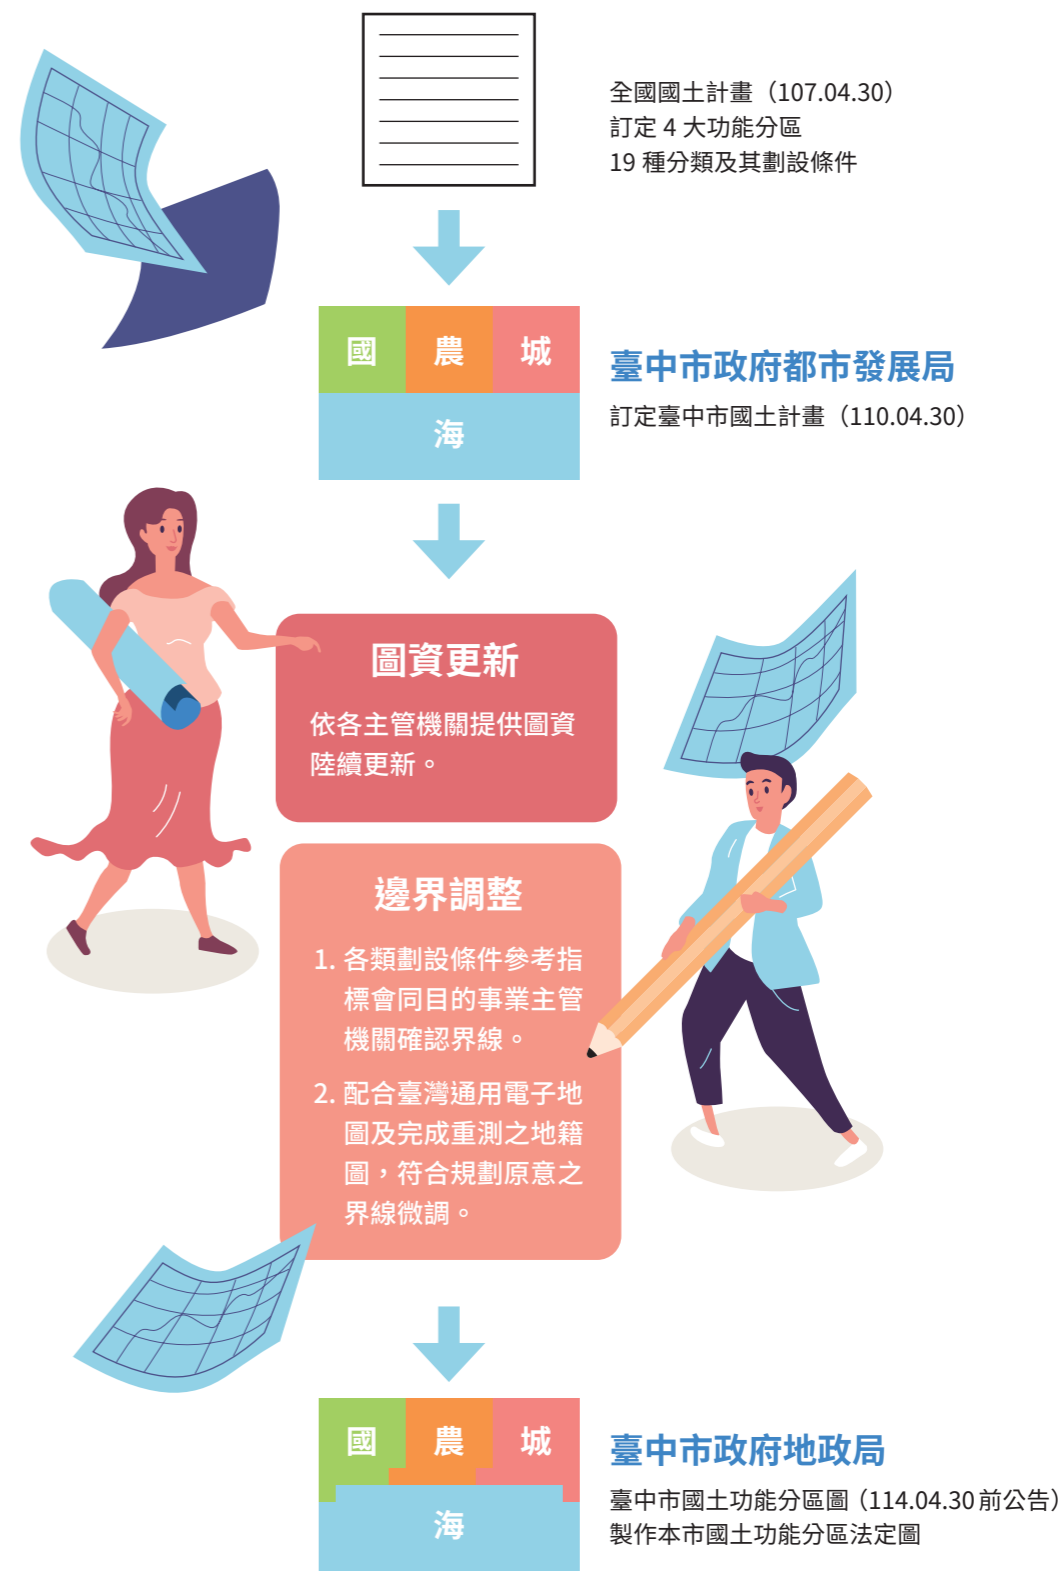 全國國土計畫（107.04.30）
訂定 4 大功能分區
19 種分類及其劃設條件
國 農 城
海
臺中市政府都市發展局
訂定臺中市國土計畫（110.04.30）
圖資更新
依各主管機關提供圖資
陸續更新。
邊界調整
1. 各類劃設條件參考指
標會同目的事業主管
機關確認界線。
2. 配合臺灣通用電子地
圖及完成重測之地籍
圖，符合規劃原意之
界線微調。
國 農 城
海
臺中市政府地政局
臺中市國土功能分區圖（114.04.30 前公告）
製作本市國土功能分區法定圖